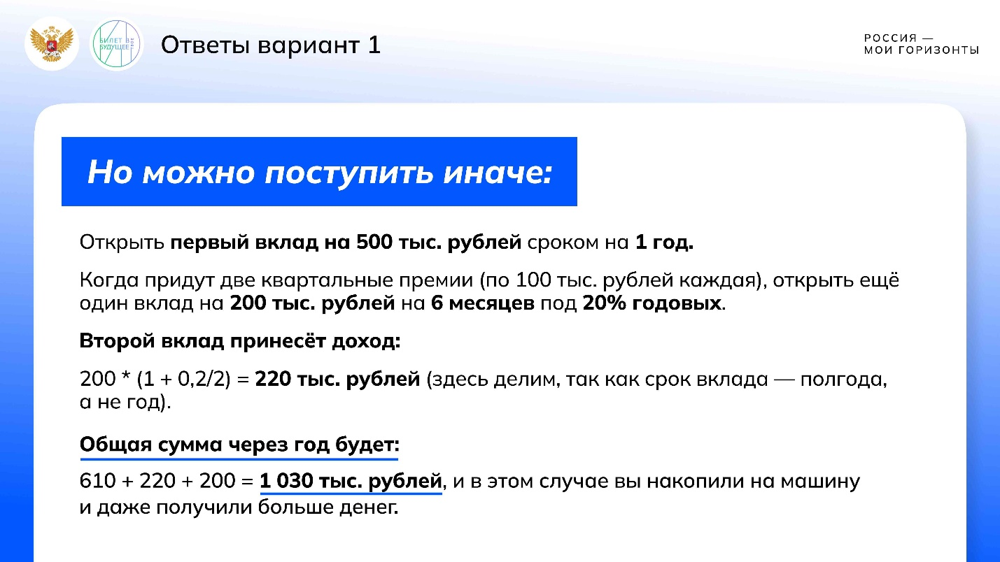 БИЛЕТ В
БУДУЩЕЕ
Ответы вариант 1
РОССИЯ —
МОИ ГОРИЗОНТЫ
Но можно поступить иначе:
Открыть первый вклад на 500 тыс. рублей сроком на 1 год.
Когда придут две квартальные премии (по 100 тыс. рублей каждая), открыть ещё
один вклад на 200 тыс. рублей на 6 месяцев под 20% годовых.
Второй вклад принесёт доход:
200 * (1 + 0,2/2) = 220 тыс. рублей (здесь делим, так как срок вклада — полгода,
а не год).
Общая сумма через год будет:
610 + 220 + 200 = 1 030 тыс. рублей, и в этом случае вы накопили на машину
и даже получили больше денег.